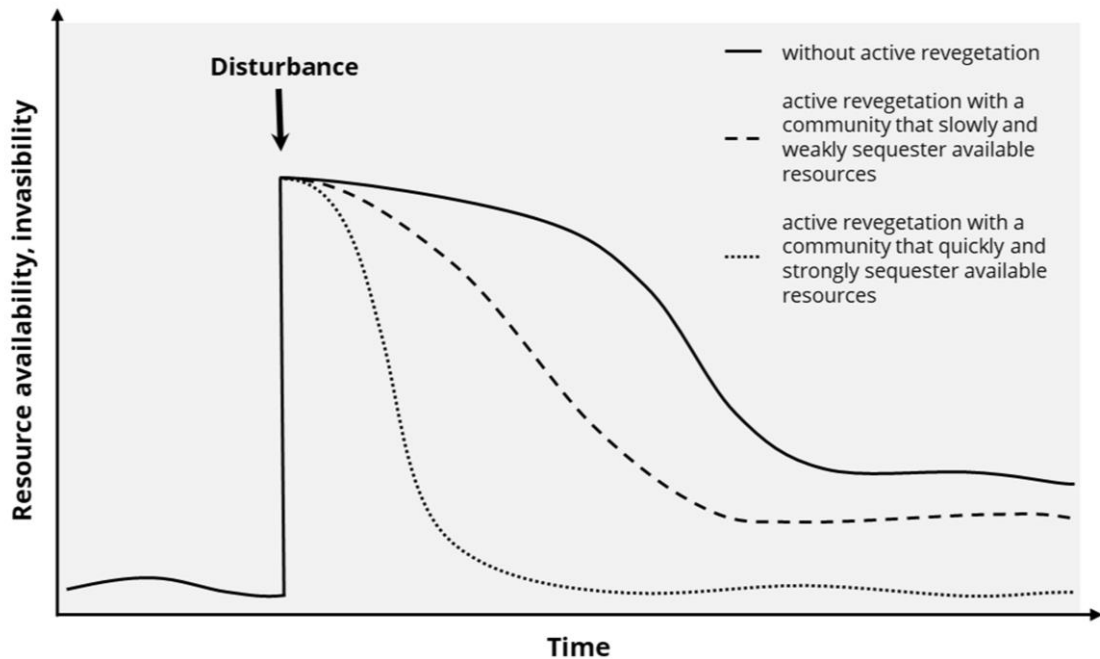 Disturbance
without active revegetation
active revegetation with a
community that slowly and
weakly sequester available
resources
active revegetation with a
community that quickly and
strongly sequester available
resources
Resource availability, invasibility
Time